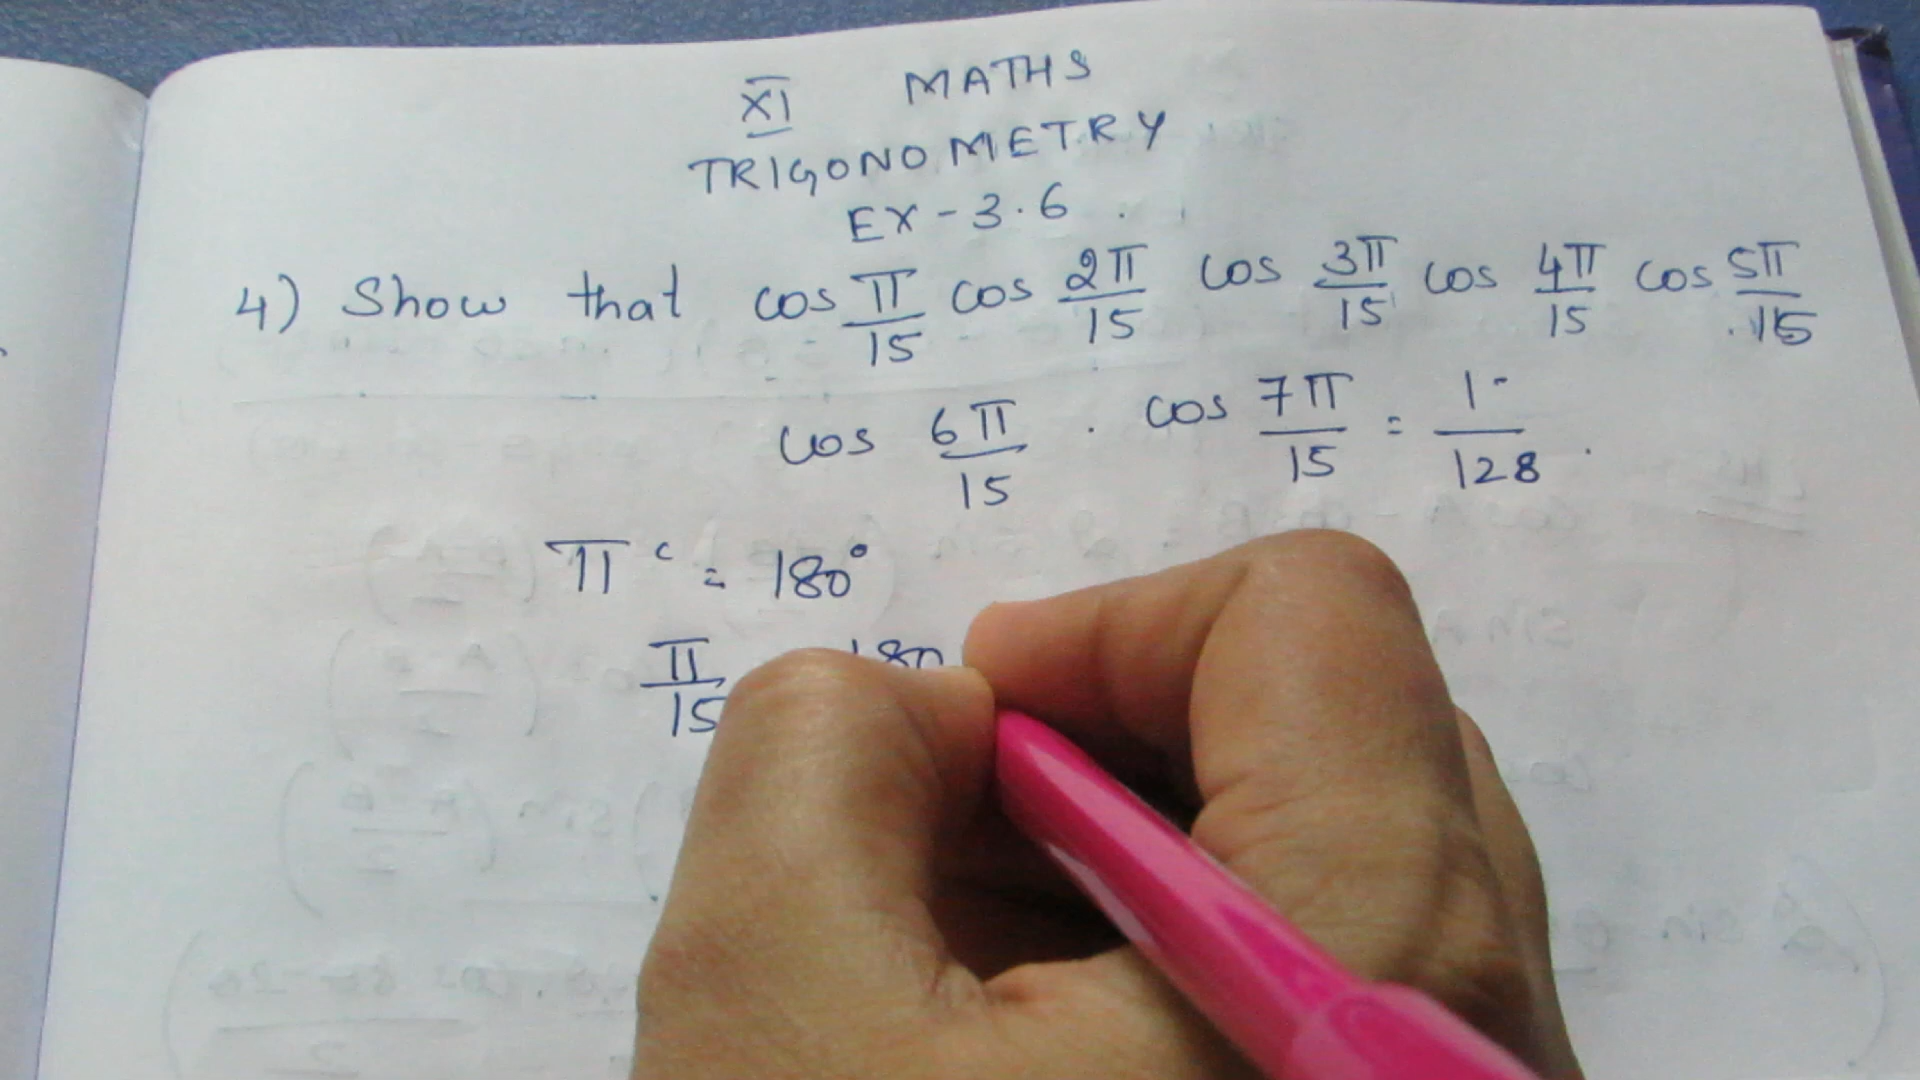 XI MATHS
TRIGONOMETRY
EX - 3.6.
4) Show that cos π/15 cos 2π/15 cos 3π/15 cos 4π/15 cos 5π/15
cos 6π/15 . cos 7π/15 = 1/128 .
π^c = 180°
π/15 180